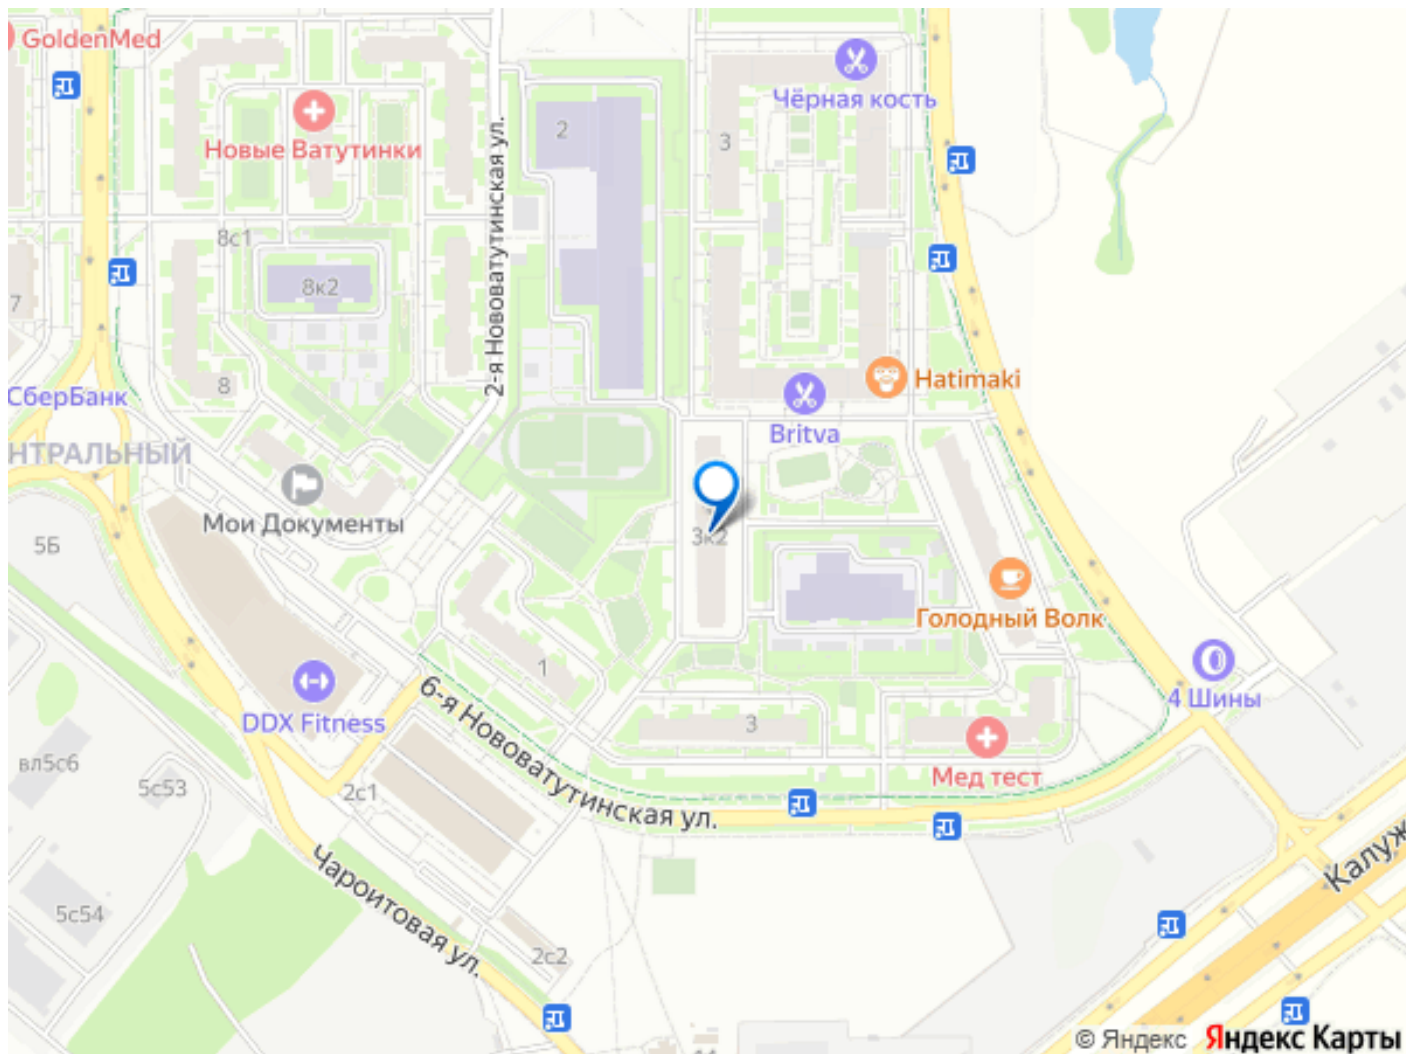 GoldenMed
Чёрная кость
2
3
Новые Ватутинки
2-я Нововатутинская ул.
8с1
8к2
7
8
Hatimaki
СберБанк
Britva
НТРАЛЬНЫЙ
Мои Документы
3к2
5Б
Голодный Волк
1
4 Шины
6-я Нововатутинская ул.
DDX Fitness
3
Мед тест
вл5с6
5с53
2с1
Калуж
Чароитовая ул.
5с54
2с2
© Яндекс Яндекс Карты